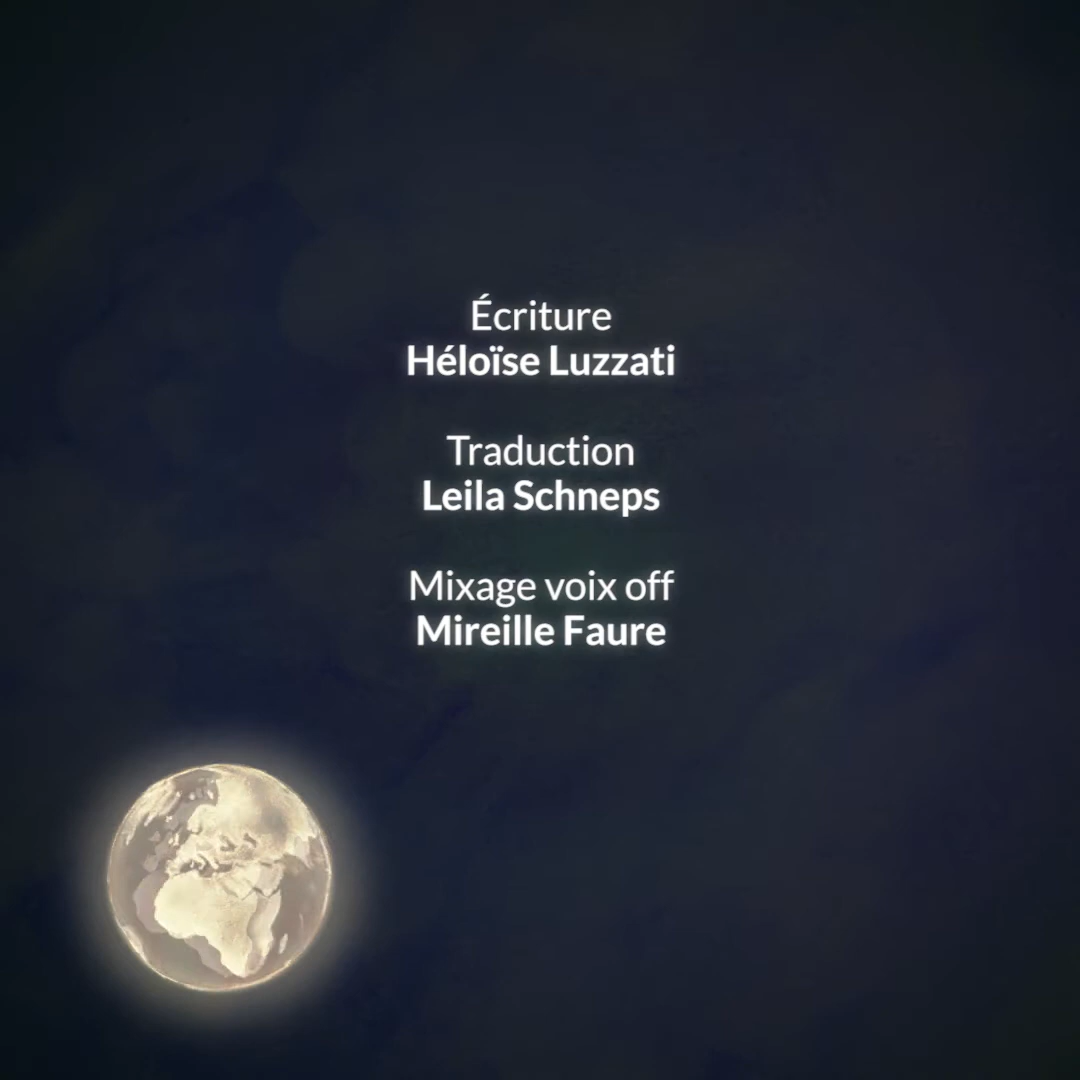 Écriture
Héloïse Luzzati
Traduction
Leila Schneps
Mixage voix off
Mireille Faure